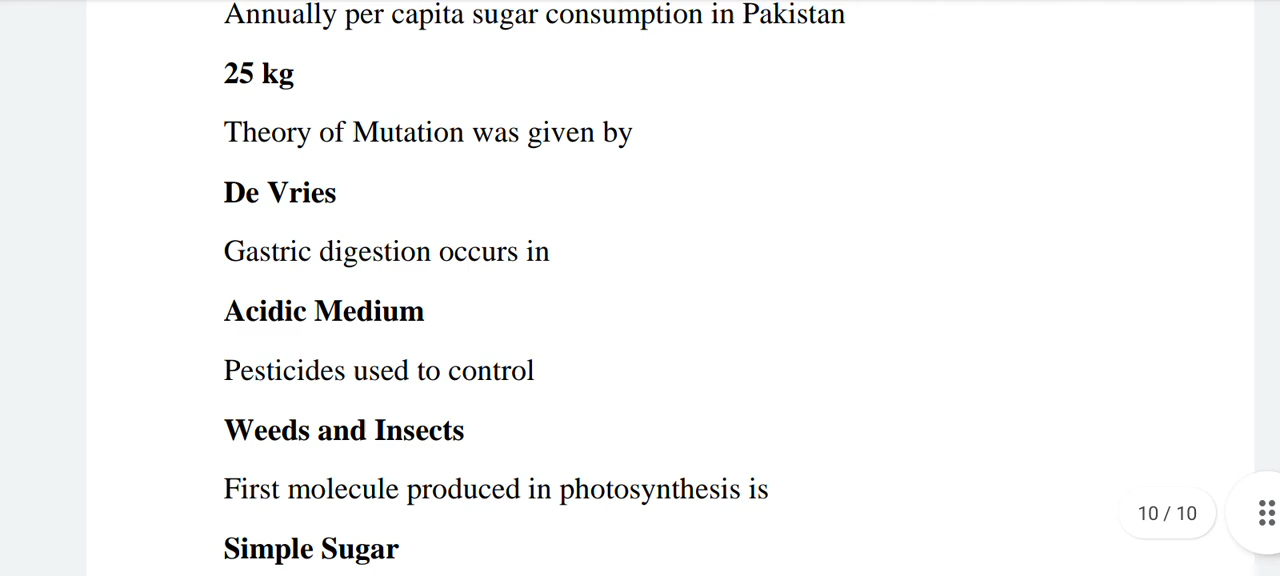 Annually per capita sugar consumption in Pakistan
25 kg
Theory of Mutation was given by
De Vries
Gastric digestion occurs in
Acidic Medium
Pesticides used to control
Weeds and Insects
First molecule produced in photosynthesis is
Simple Sugar
10 / 10